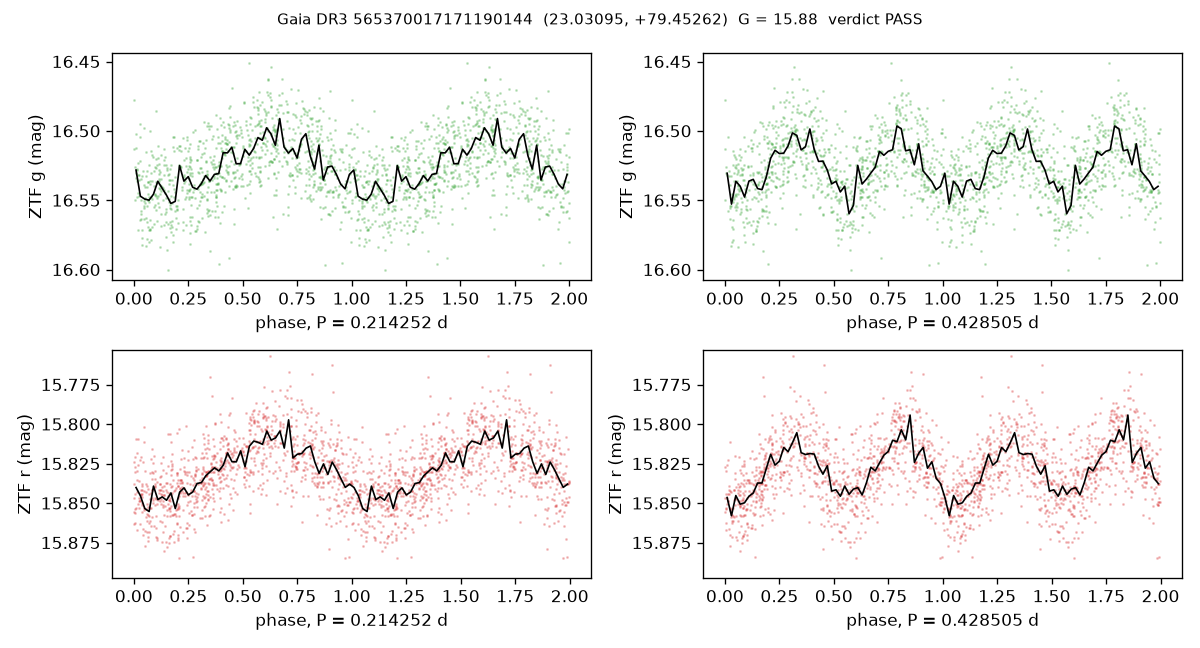 Gaia DR3 565370017171190144 (23.03095, +79.45262) G = 15.88 verdict PASS
ZTF g (mag)
16.45
16.50
16.55
16.60
0.00 0.25 0.50 0.75 1.00 1.25 1.50 1.75 2.00
phase, P = 0.214252 d
ZTF g (mag)
16.45
16.50
16.55
16.60
0.00 0.25 0.50 0.75 1.00 1.25 1.50 1.75 2.00
phase, P = 0.428505 d
ZTF r (mag)
15.775
15.800
15.825
15.850
15.875
0.00 0.25 0.50 0.75 1.00 1.25 1.50 1.75 2.00
phase, P = 0.214252 d
ZTF r (mag)
15.775
15.800
15.825
15.850
15.875
0.00 0.25 0.50 0.75 1.00 1.25 1.50 1.75 2.00
phase, P = 0.428505 d